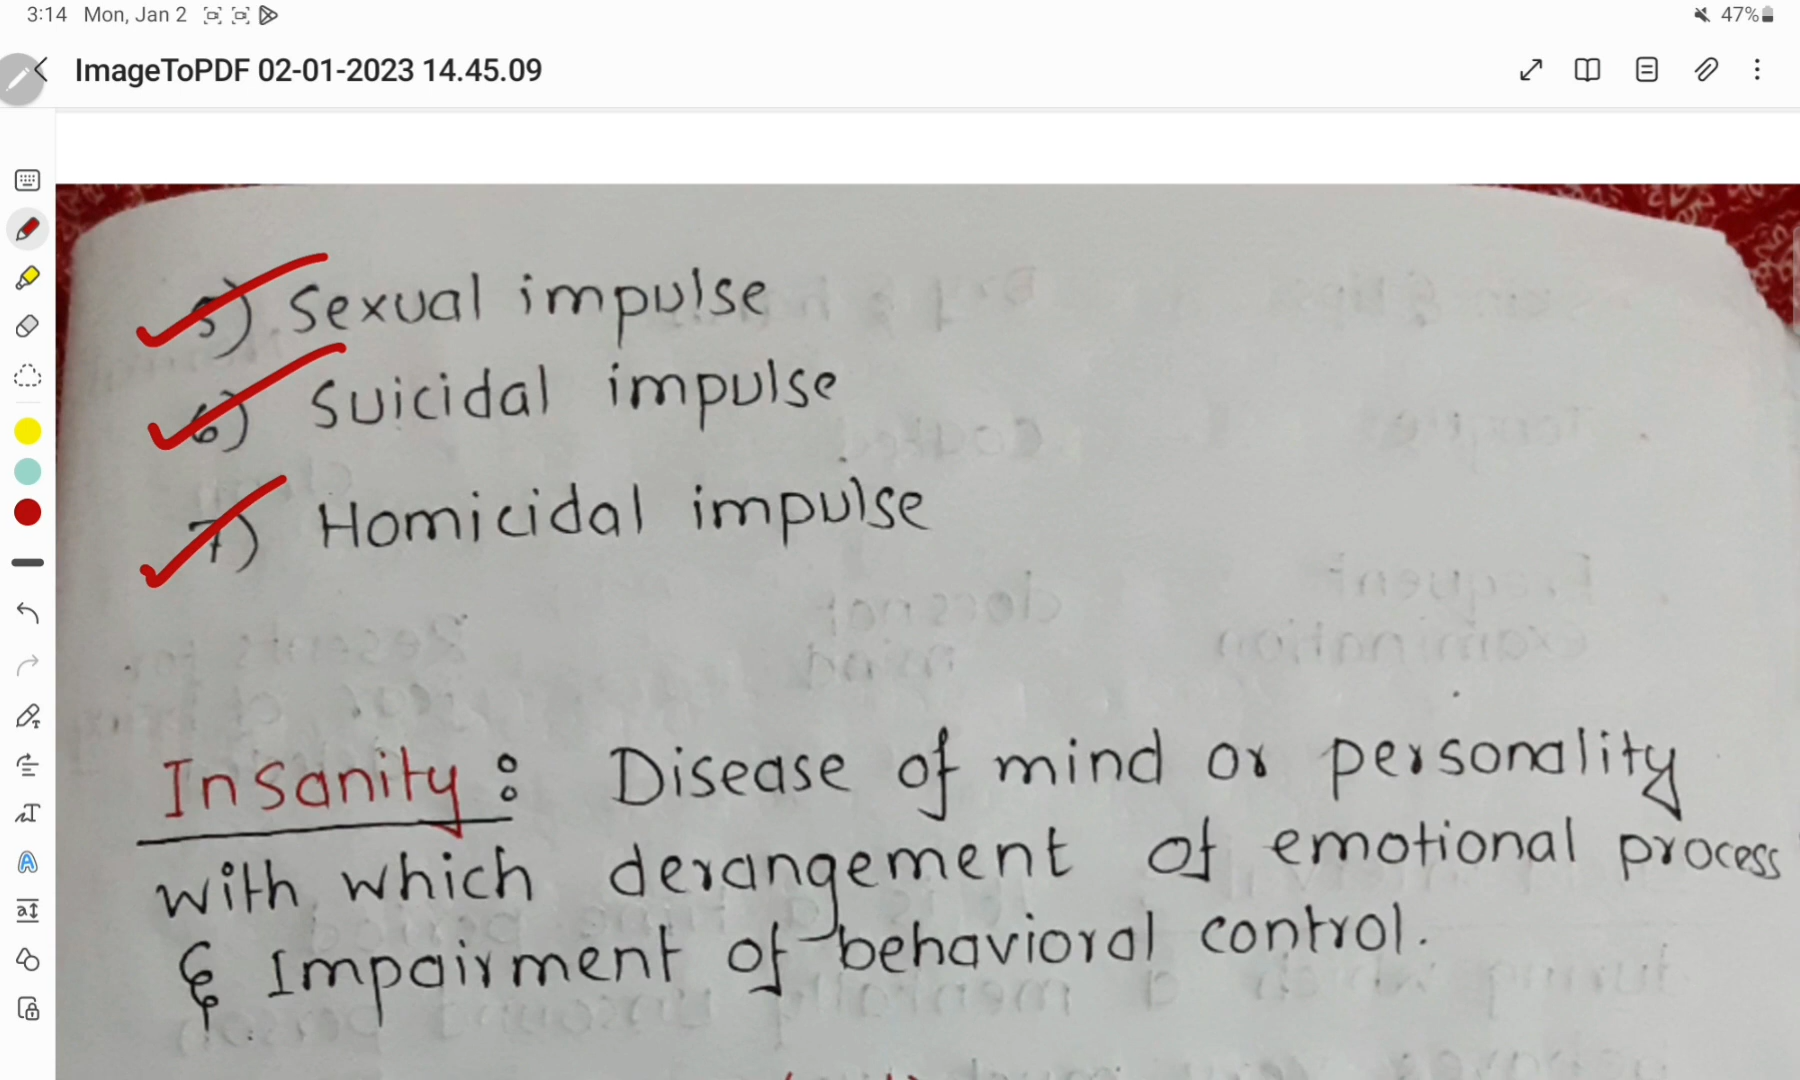 3:14 Mon, Jan 2
47%
ImageToPDF 02-01-2023 14.45.09
5) Sexual impulse
6) Suicidal impulse
7) Homicidal impulse
Insanity : Disease of mind or personality
with which derangement of emotional process
& Impairment of behavioral control.